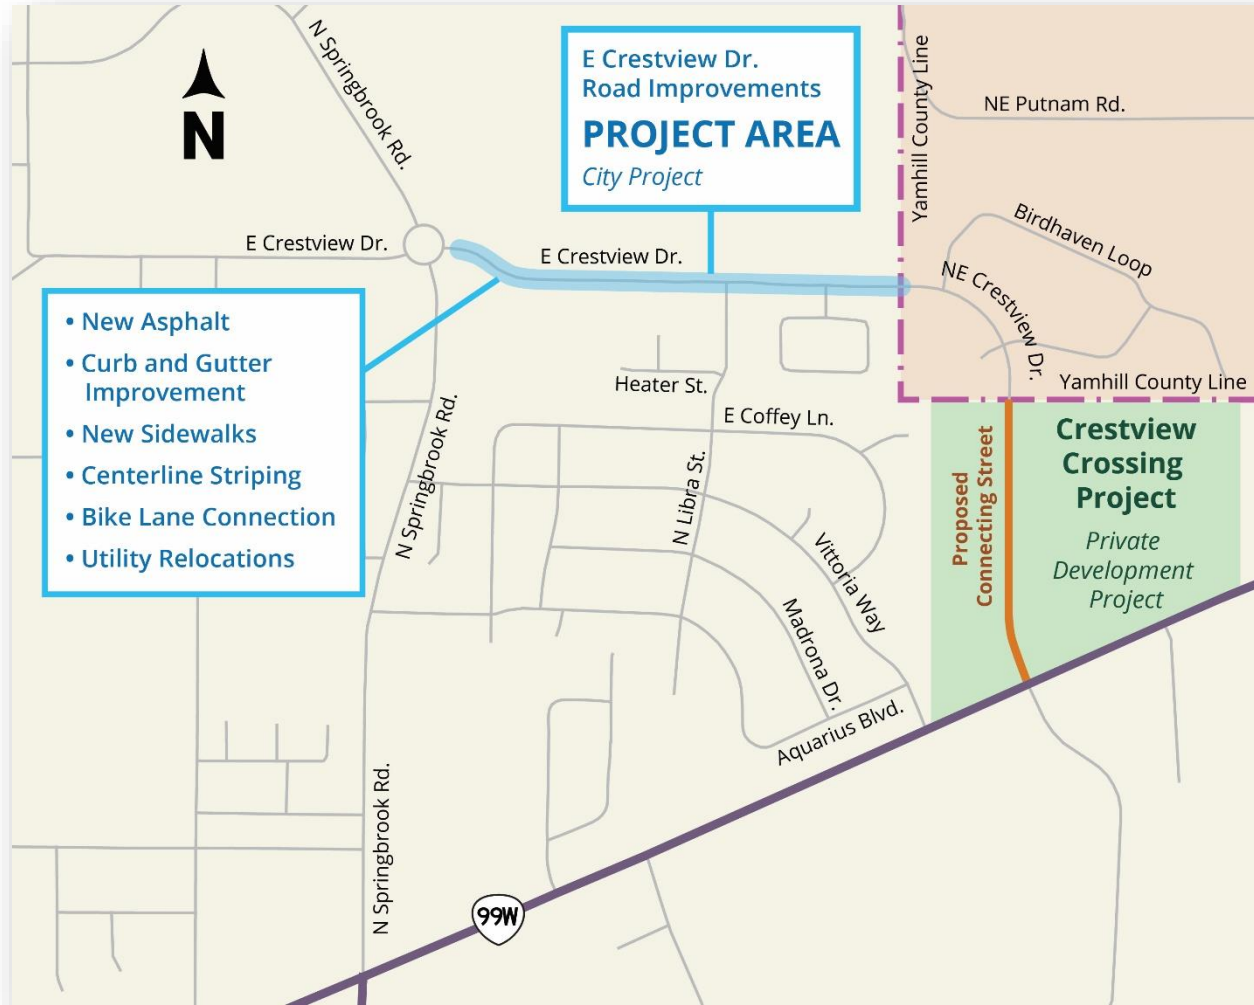 N Springbrook Rd.
N
E Crestview Dr.
Road Improvements
PROJECT AREA
City Project
Yamhill County Line
NE Putnam Rd.
Birdhaven Loop
E Crestview Dr.
E Crestview Dr.
NE Crestview Dr.
• New Asphalt
• Curb and Gutter
Improvement
• New Sidewalks
• Centerline Striping
• Bike Lane Connection
• Utility Relocations
Heater St.
Yamhill County Line
E Coffey Ln.
N Springbrook Rd.
N Libra St.
Vittoria Way
Madrona Dr.
Aquarius Blvd.
Proposed
Connecting Street
Crestview
Crossing
Project
Private
Development
Project
N Springbrook Rd.
99W